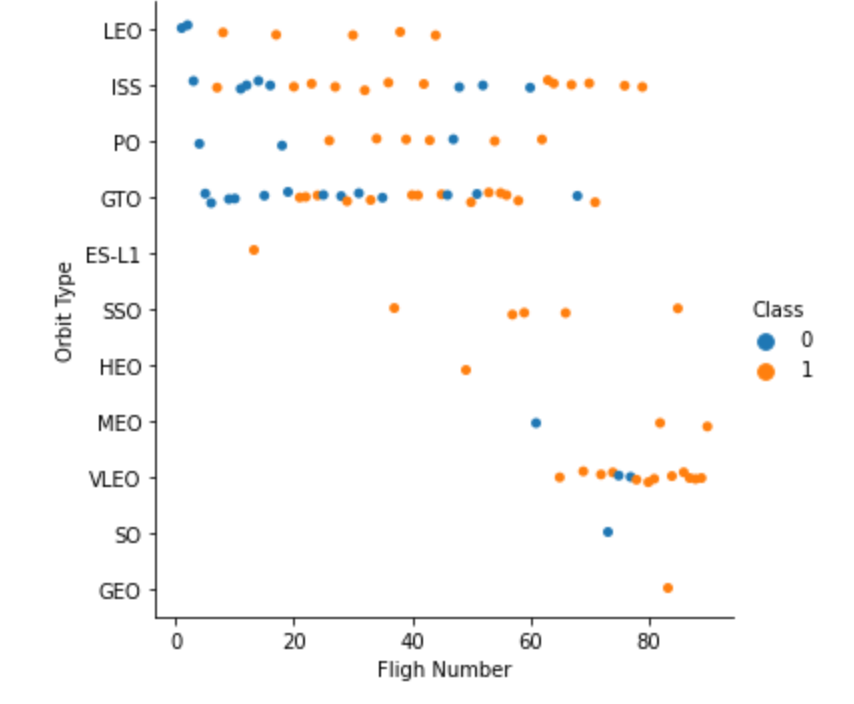 LEO
ISS
PO
GTO
ES-L1
SSO
HEO
MEO
VLEO
SO
GEO
Orbit Type
0 20 40 60 80
Fligh Number
Class
0
1